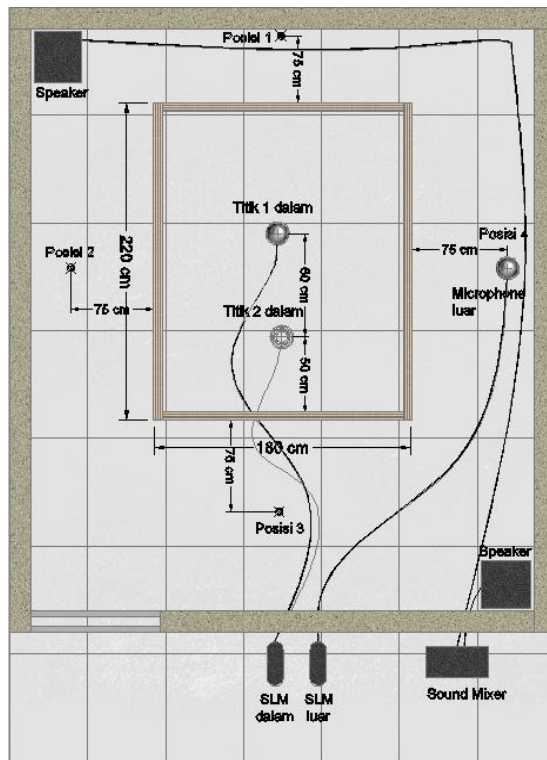 Posisi 1
75 cm
Speaker
Titik 1 dalam
220 cm
Posisi 2
75 cm
60 cm
Titik 2 dalam
50 cm
Posisi 4
75 cm
Microphone
luar
180 cm
75 cm
Posisi 3
Speaker
SLM
dalam
SLM
luar
Sound Mixer